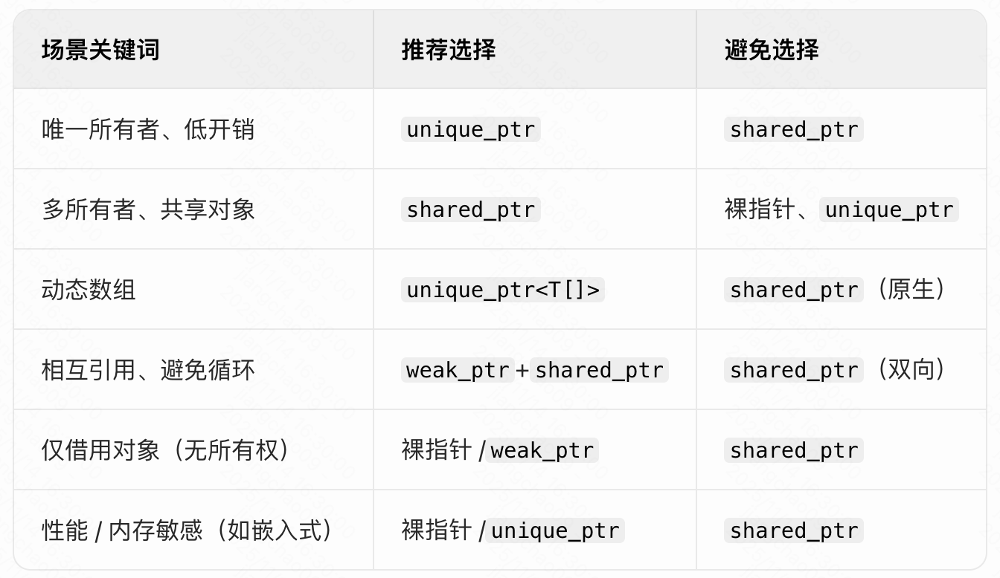 场景关键词 推荐选择 避免选择
唯一所有者、低开销 unique_ptr shared_ptr
多所有者、共享对象 shared_ptr 裸指针、unique_ptr
动态数组 unique_ptr<T[]> shared_ptr（原生）
相互引用、避免循环 weak_ptr+shared_ptr shared_ptr（双向）
仅借用对象（无所有权） 裸指针 /weak_ptr shared_ptr
性能 / 内存敏感（如嵌入式） 裸指针 /unique_ptr shared_ptr